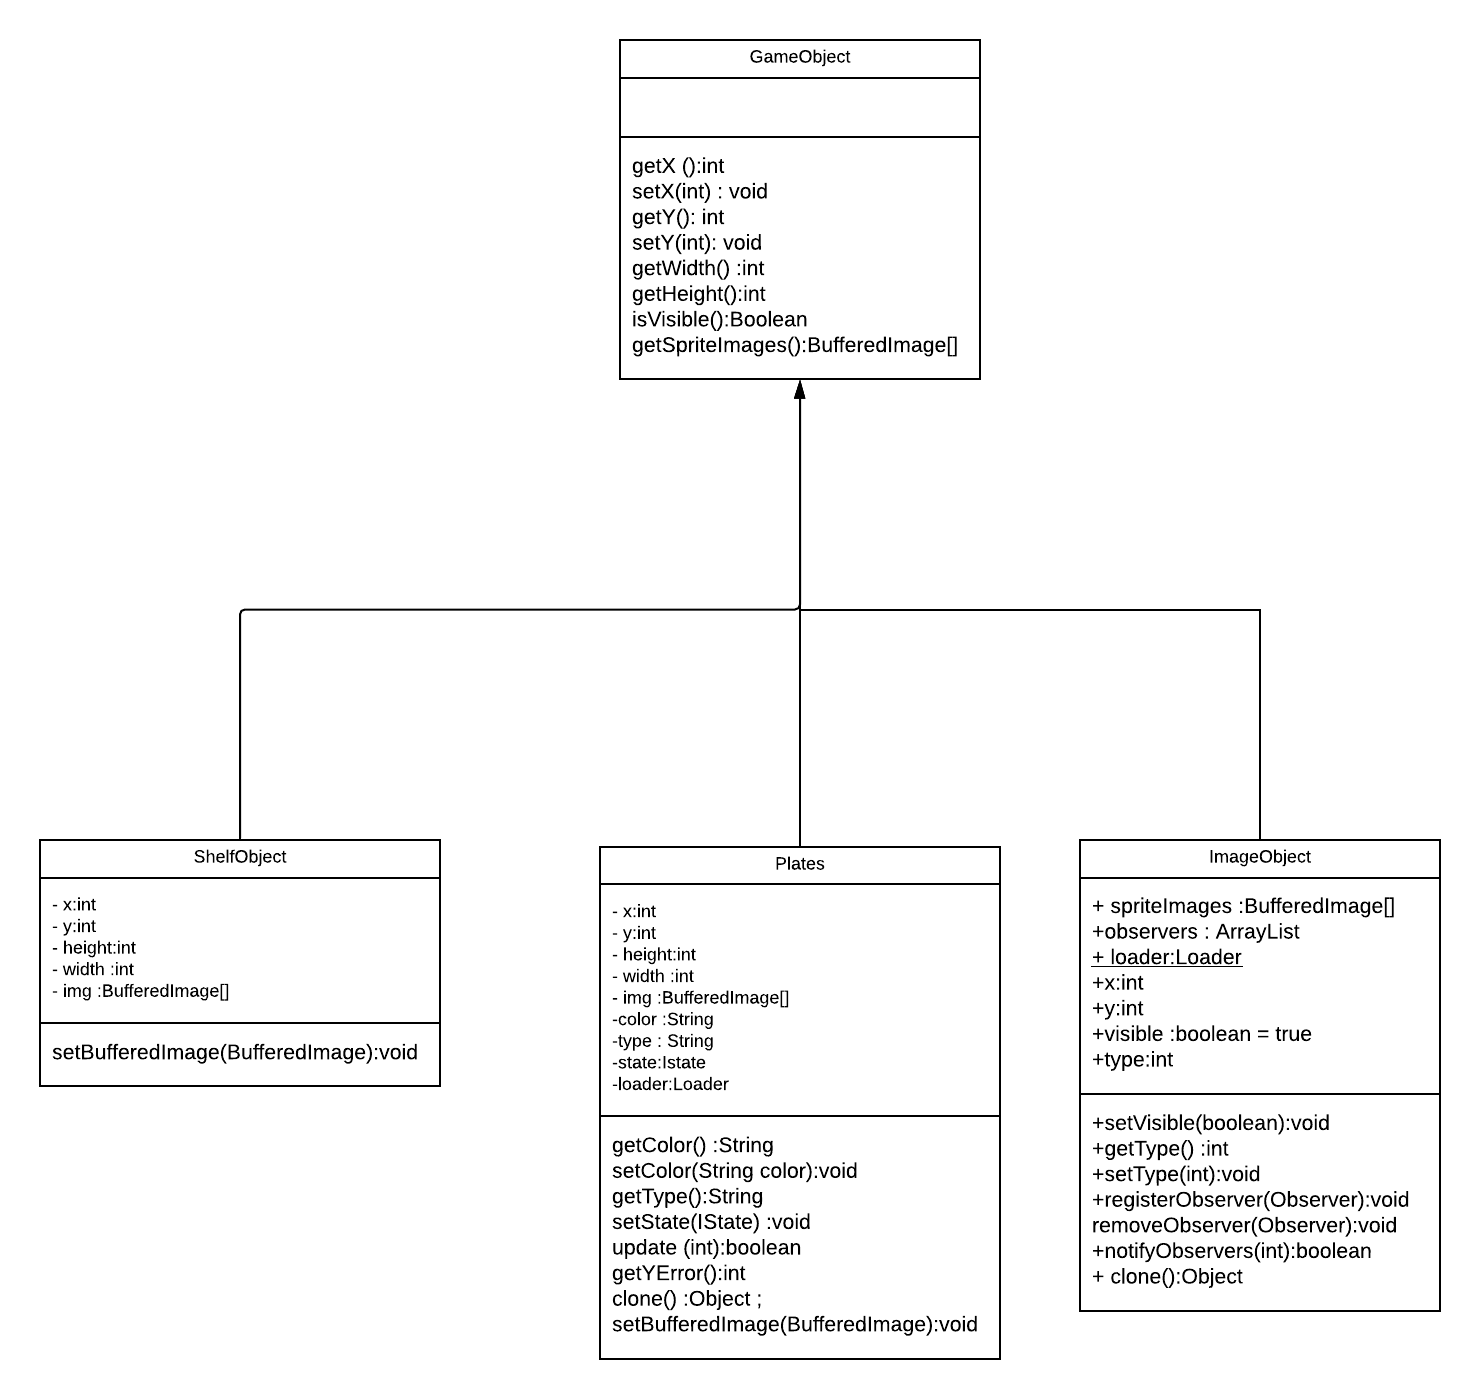 GameObject
getX ():int
setX(int) : void
getY(): int
setY(int): void
getWidth() :int
getHeight():int
isVisible():Boolean
getSpriteImages():BufferedImage[]
ShelfObject
- x:int
- y:int
- height:int
- width :int
- img :BufferedImage[]
setBufferedImage(BufferedImage):void
Plates
- x:int
- y:int
- height:int
- width :int
- img :BufferedImage[]
-color :String
-type : String
-state:Istate
-loader:Loader
getColor() :String
setColor(String color):void
getType():String
setState(IState) :void
update (int):boolean
getYError():int
clone() :Object ;
setBufferedImage(BufferedImage):void
ImageObject
+ spriteImages :BufferedImage[]
+observers : ArrayList
+ loader:Loader
+x:int
+y:int
+visible :boolean = true
+type:int
+setVisible(boolean):void
+getType() :int
+setType(int):void
+registerObserver(Observer):void
removeObserver(Observer):void
+notifyObservers(int):boolean
+ clone():Object